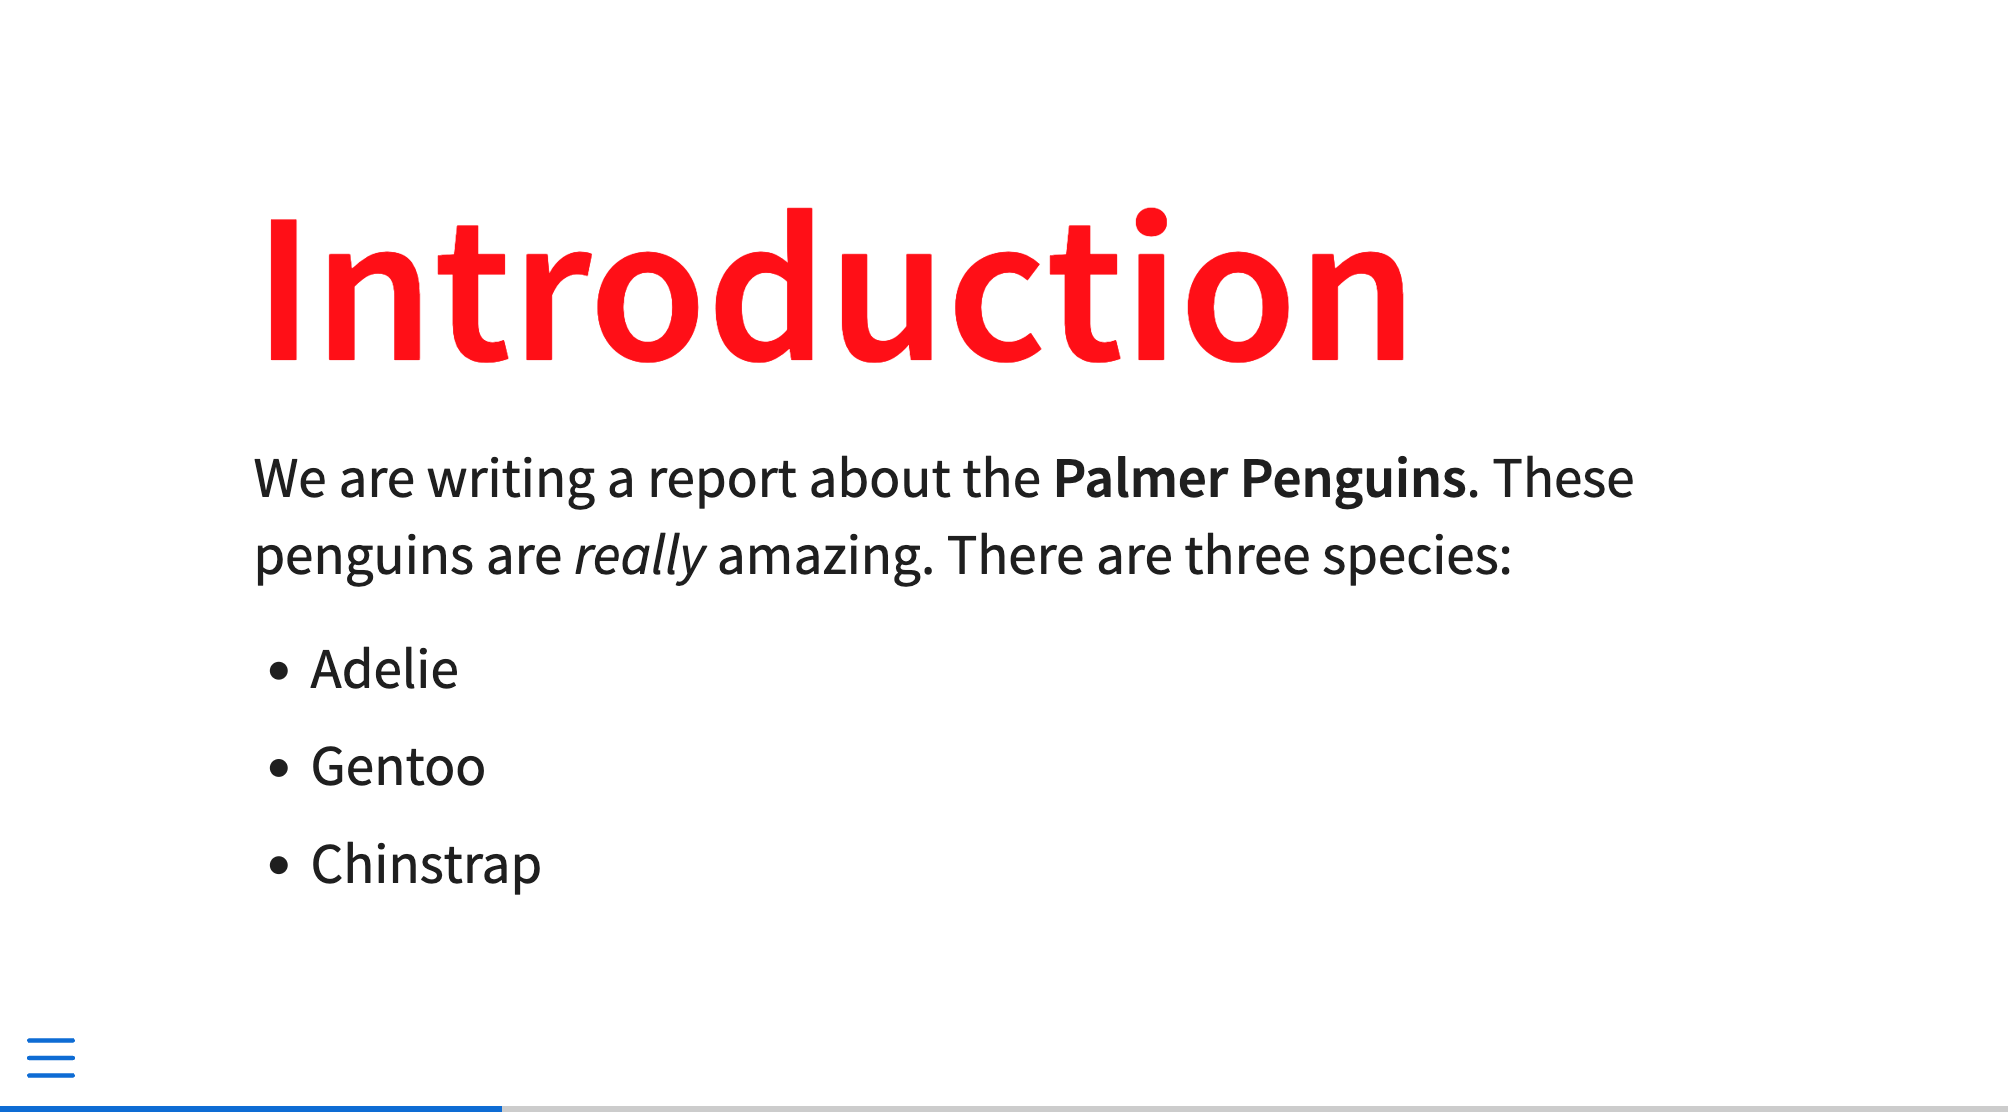 Introduction
We are writing a report about the Palmer Penguins. These
penguins are really amazing. There are three species:
• Adelie
• Gentoo
• Chinstrap